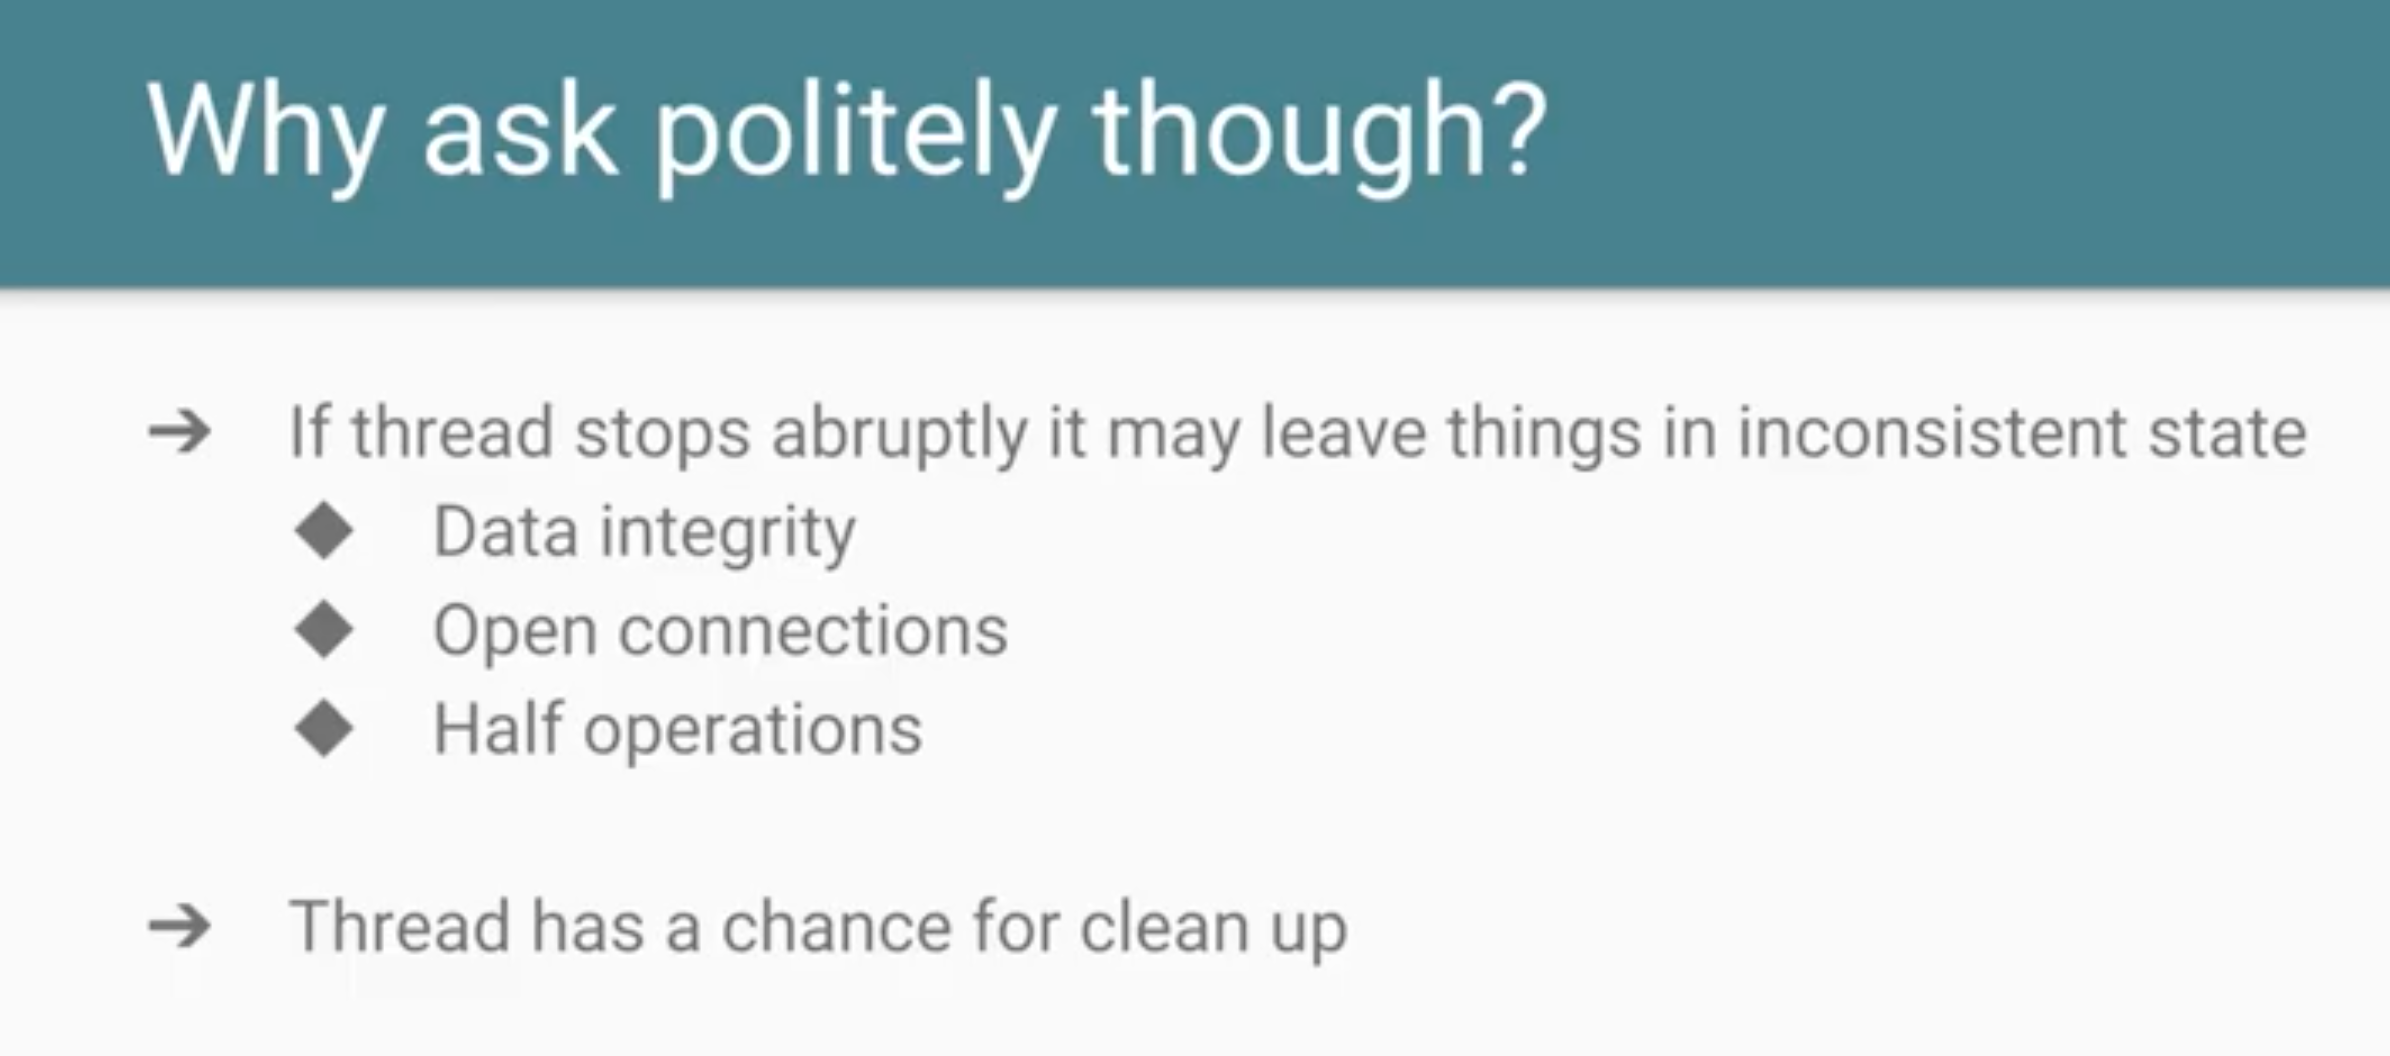 Why ask politely though?
➔ If thread stops abruptly it may leave things in inconsistent state
◆ Data integrity
◆ Open connections
◆ Half operations
➔ Thread has a chance for clean up